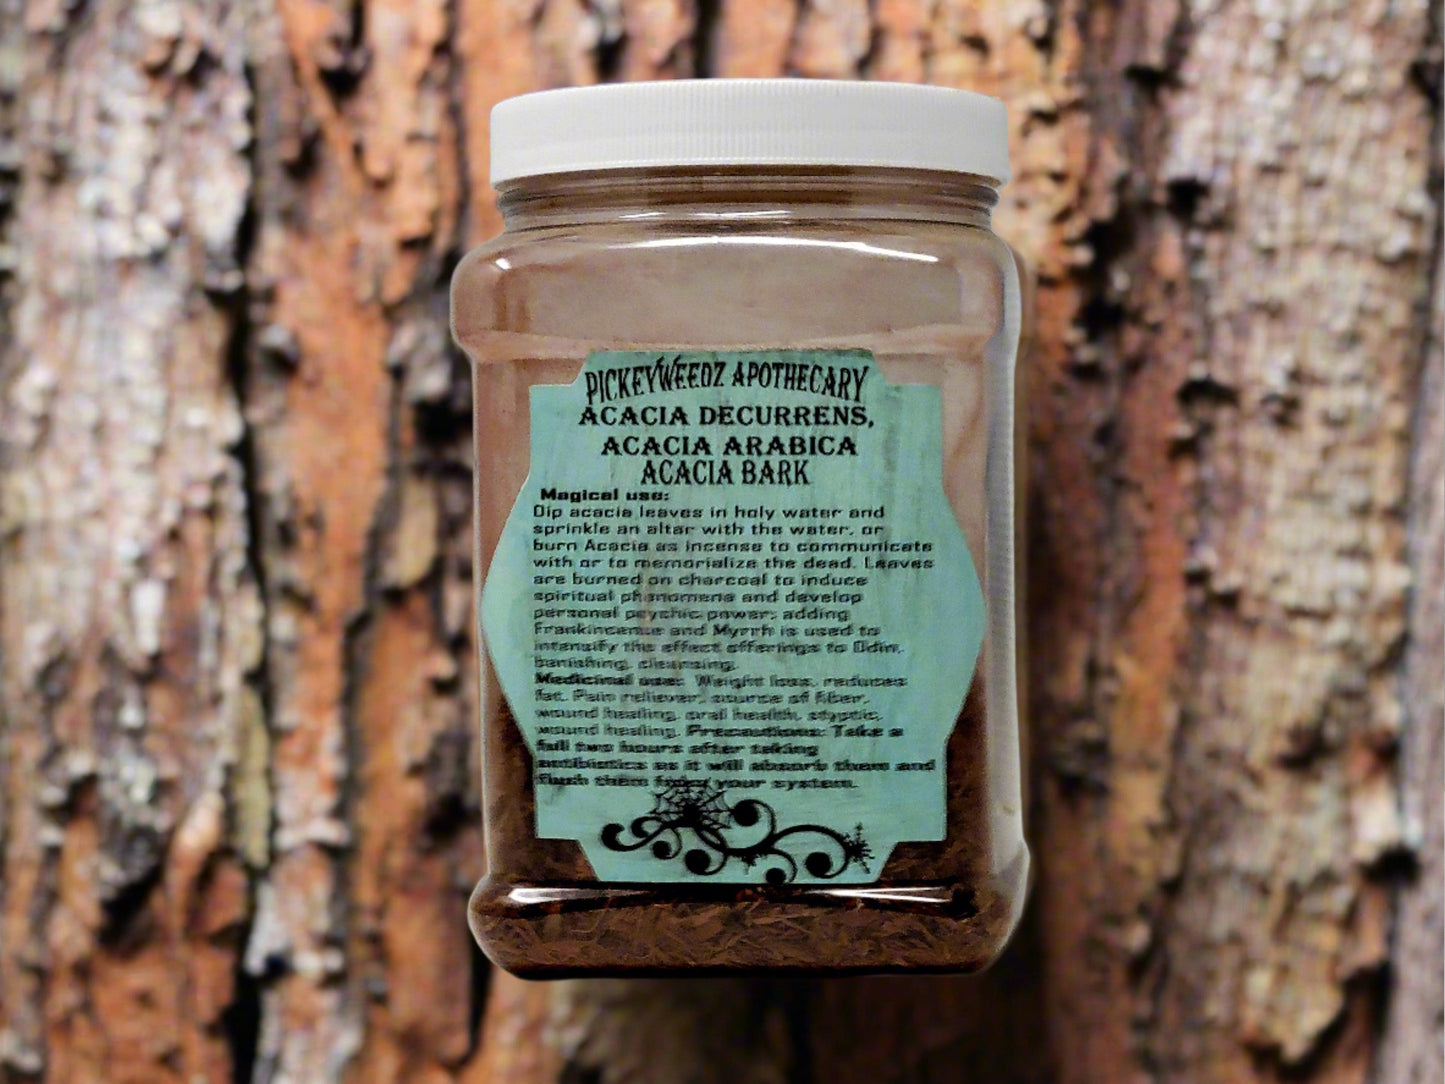 PICKEYWEEDZ APOTHECARY
ACACIA DECURRENS,
ACACIA ARABICA
ACACIA BARK
Magical use:
Dip acacia leaves in holy water and
sprinkle an altar with the water, or
burn Acacia as incense to communicate
with or to memorialize the dead. Leaves
are burned on charcoal to induce
spiritual phenomena and develop
personal psychic power; adding
Frankincense and Myrrh is used to
intensify the effect offerings to Odin,
banishing, cleansing.
Medicinal use: Weight loss, reduces
fat. Pain reliever, source of fiber,
wound healing, oral health, styptic,
wound healing. Precautions: Take a
full two hours after taking
antibiotics as it will absorb them and
flush them from your system.